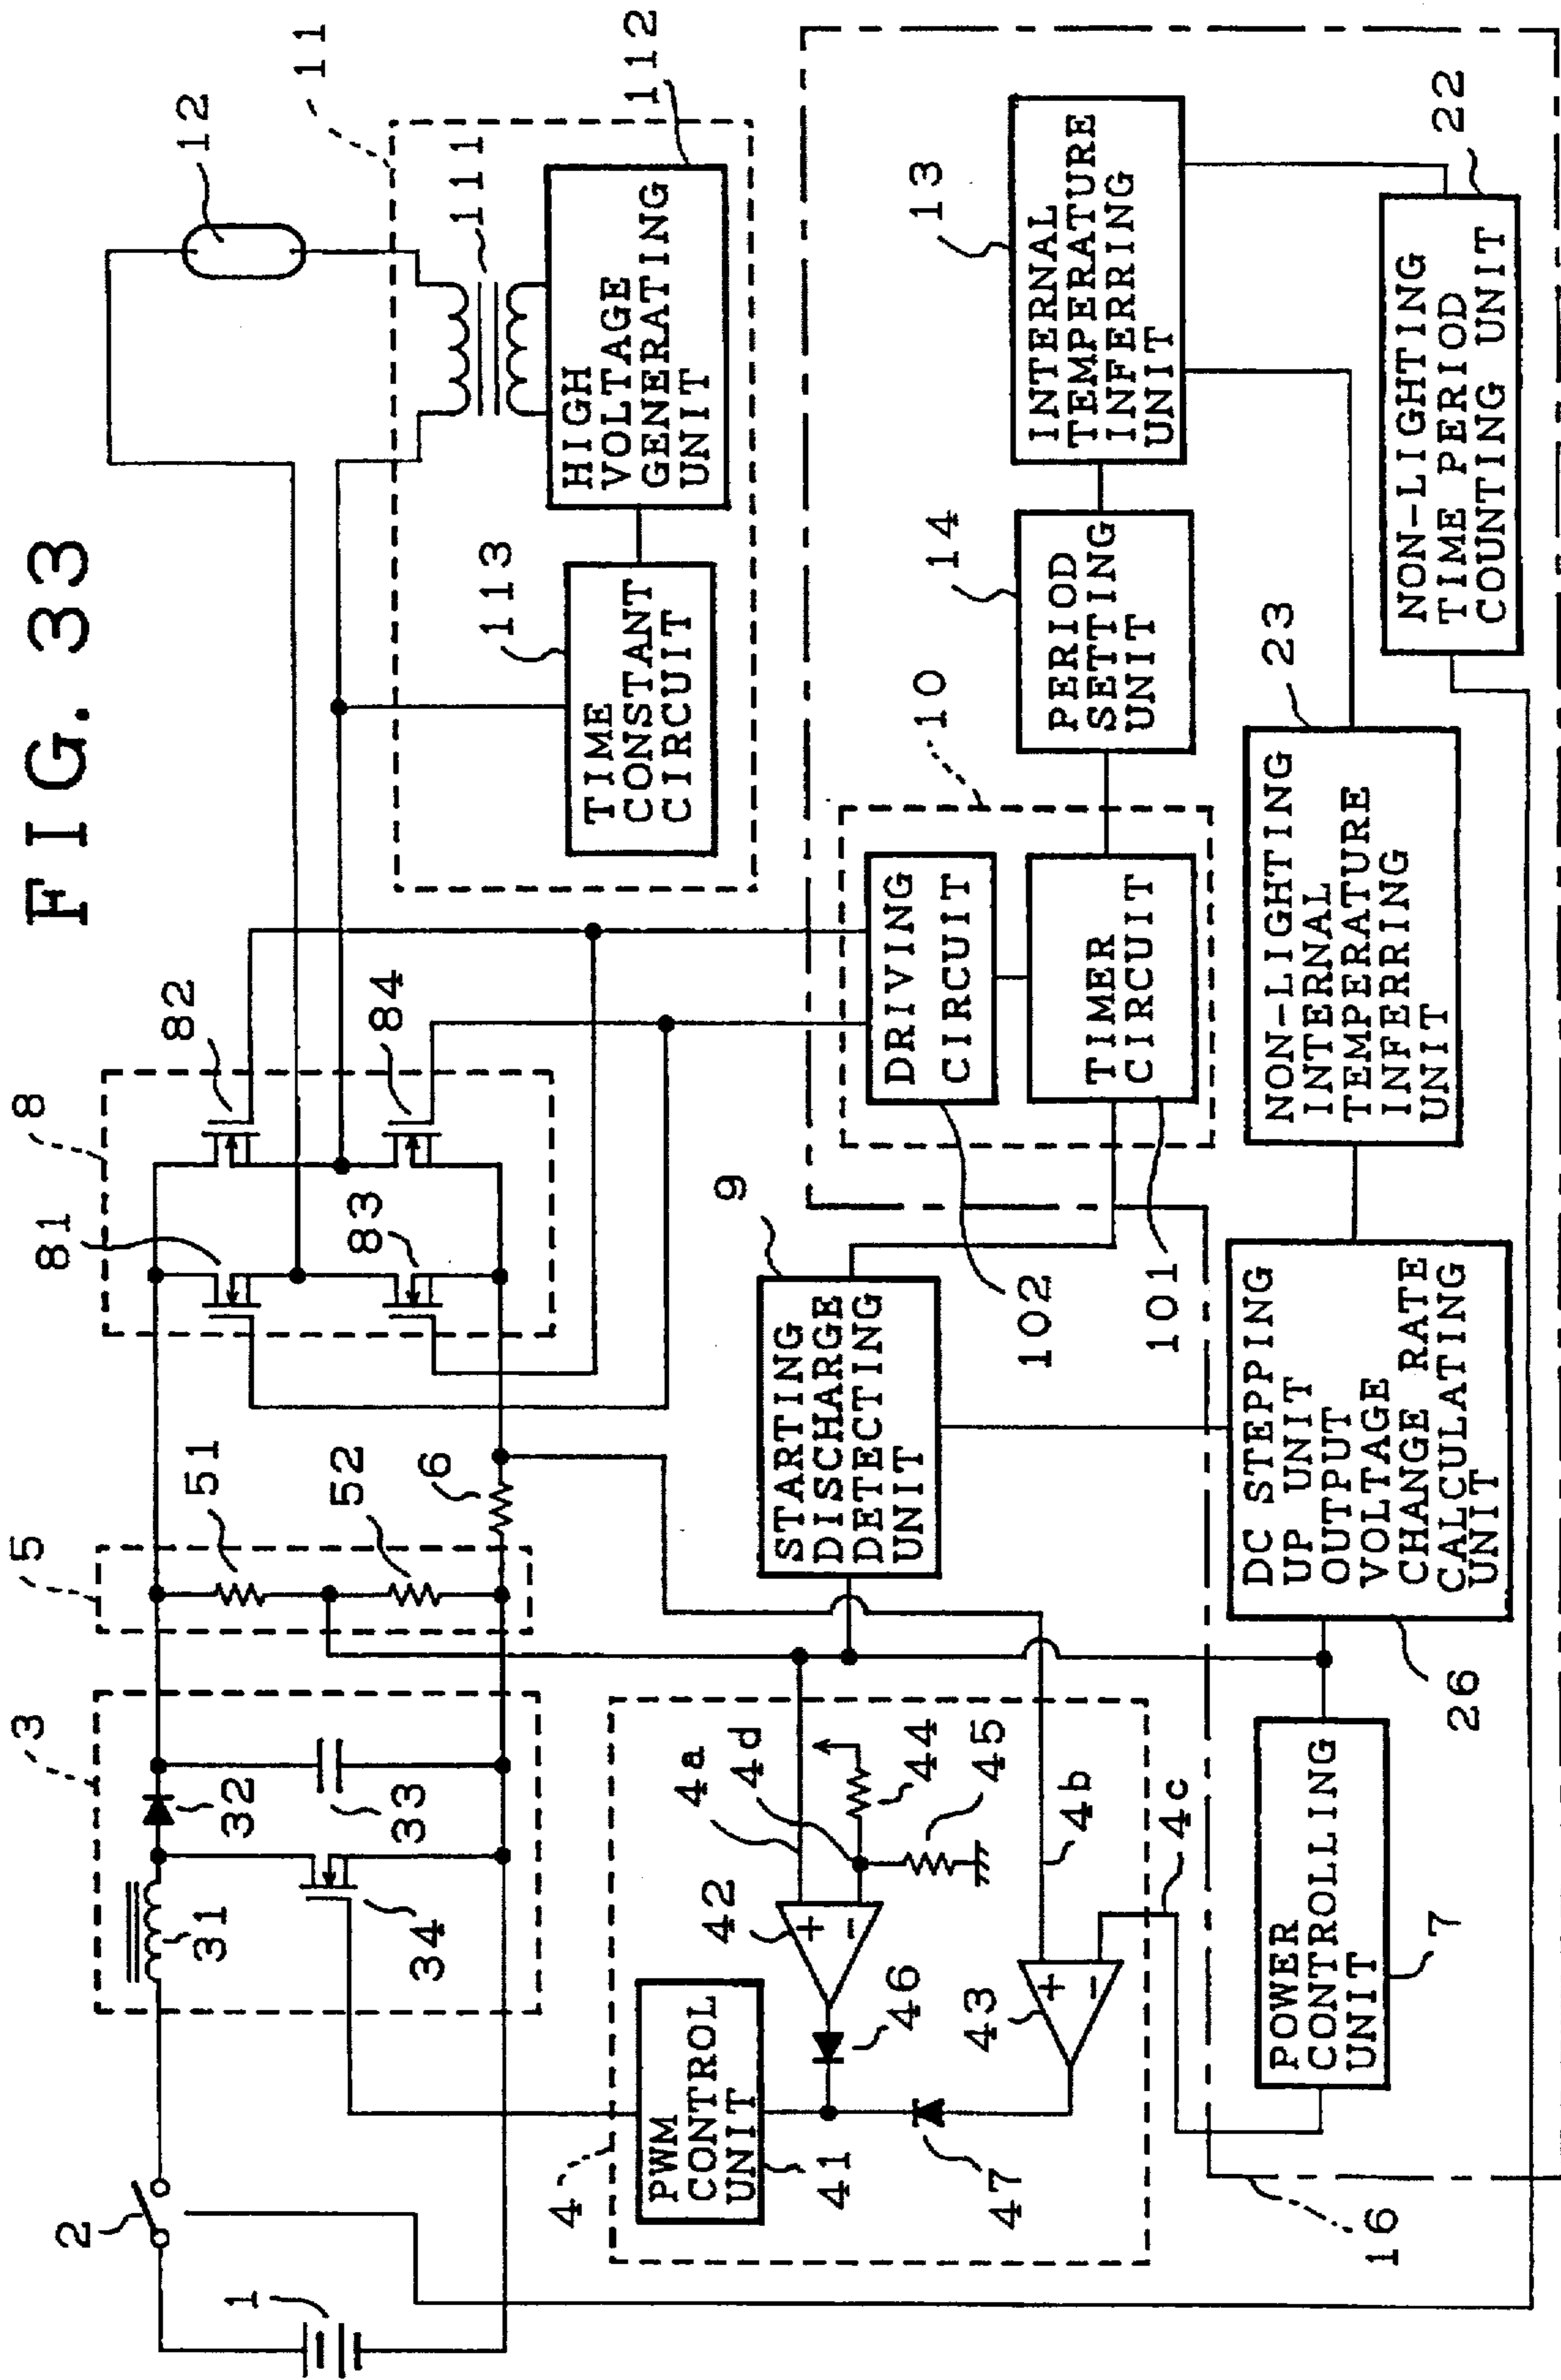 FIG. 33
1
2
3
31
32
33
34
5
51
52
6
8
81
82
83
84
12
11
111
HIGH
VOLTAGE
GENERATING
UNIT
112
TIME
CONSTANT
CIRCUIT
113
4
PWM
CONTROL
UNIT
41
42
+
−
4a
4d
44
45
46
47
43
+
−
4b
4c
STARTING
DISCHARGE
DETECTING
UNIT
9
10
DRIVING
CIRCUIT
102
TIMER
CIRCUIT
101
PERIOD
SETTING
UNIT
14
INTERNAL
TEMPERATURE
INFERRING
UNIT
13
POWER
CONTROLLING
UNIT
7
16
DC STEPPING
UP UNIT
OUTPUT
VOLTAGE
CHANGE RATE
CALCULATING
UNIT
26
NON-LIGHTING
INTERNAL
TEMPERATURE
INFERRING
UNIT
23
NON-LIGHTING
TIME PERIOD
COUNTING UNIT
22